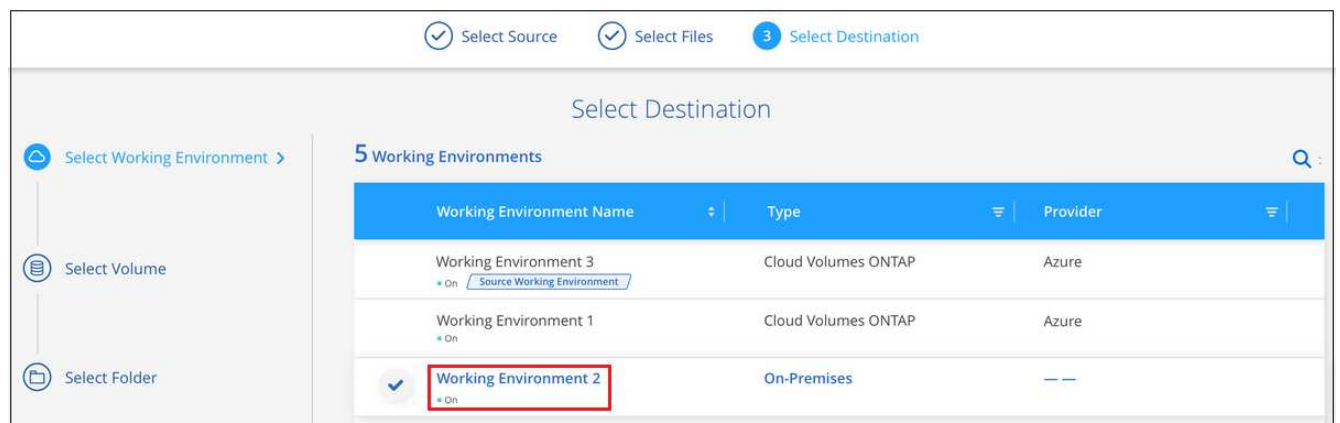 Select Source Select Files 3 Select Destination
Select Destination
Select Working Environment
5 Working Environments
Working Environment Name Type Provider
Working Environment 3 Cloud Volumes ONTAP Azure
On Source Working Environment
Select Volume
Working Environment 1 Cloud Volumes ONTAP Azure
On
Select Folder
Working Environment 2 On-Premises — —
On